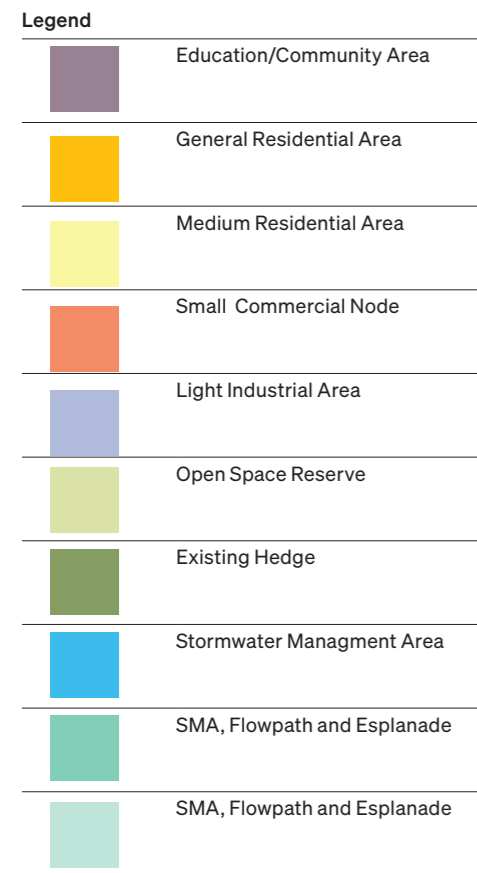 Legend
Education/Community Area
General Residential Area
Medium Residential Area
Small Commercial Node
Light Industrial Area
Open Space Reserve
Existing Hedge
Stormwater Managment Area
SMA, Flowpath and Esplanade
SMA, Flowpath and Esplanade